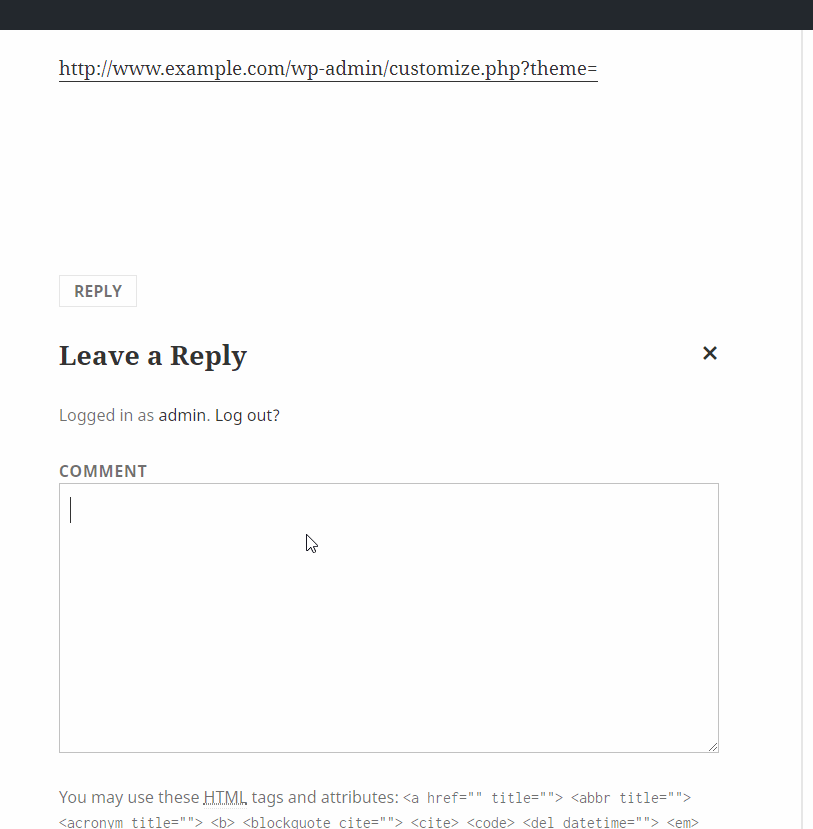 http://www.example.com/wp-admin/customize.php?theme=
REPLY
Leave a Reply
Logged in as admin. Log out?
COMMENT
You may use these HTML tags and attributes: <a href="" title=""> <abbr title="">
<acronym title=""> <b> <blockquote cite=""> <cite> <code> <del datetime=""> <em>